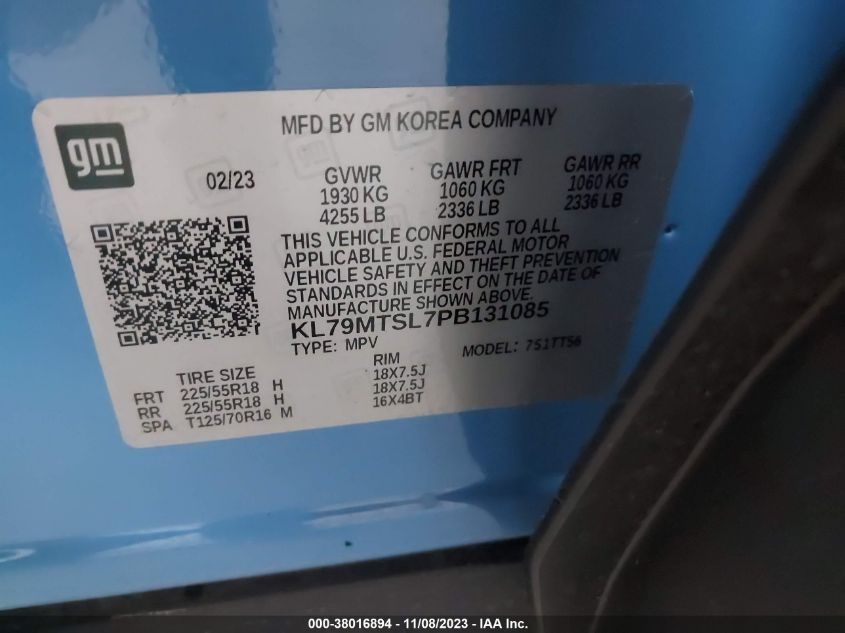 MFD BY GM KOREA COMPANY
gm
02/23
GVWR GAWR FRT GAWR RR
1930 KG 1060 KG 1060 KG
4255 LB 2336 LB 2336 LB
THIS VEHICLE CONFORMS TO ALL
APPLICABLE U.S. FEDERAL MOTOR
VEHICLE SAFETY AND THEFT PREVENTION
STANDARDS IN EFFECT ON THE DATE OF
MANUFACTURE SHOWN ABOVE.
KL79MTSL7PB131085
TYPE: MPV MODEL: 7S1TT56
TIRE SIZE RIM
FRT 225/55R18 H 18X7.5J
RR 225/55R18 H 18X7.5J
SPA T125/70R16 M 16X4BT
000-38016894 - 11/08/2023 - IAA Inc.